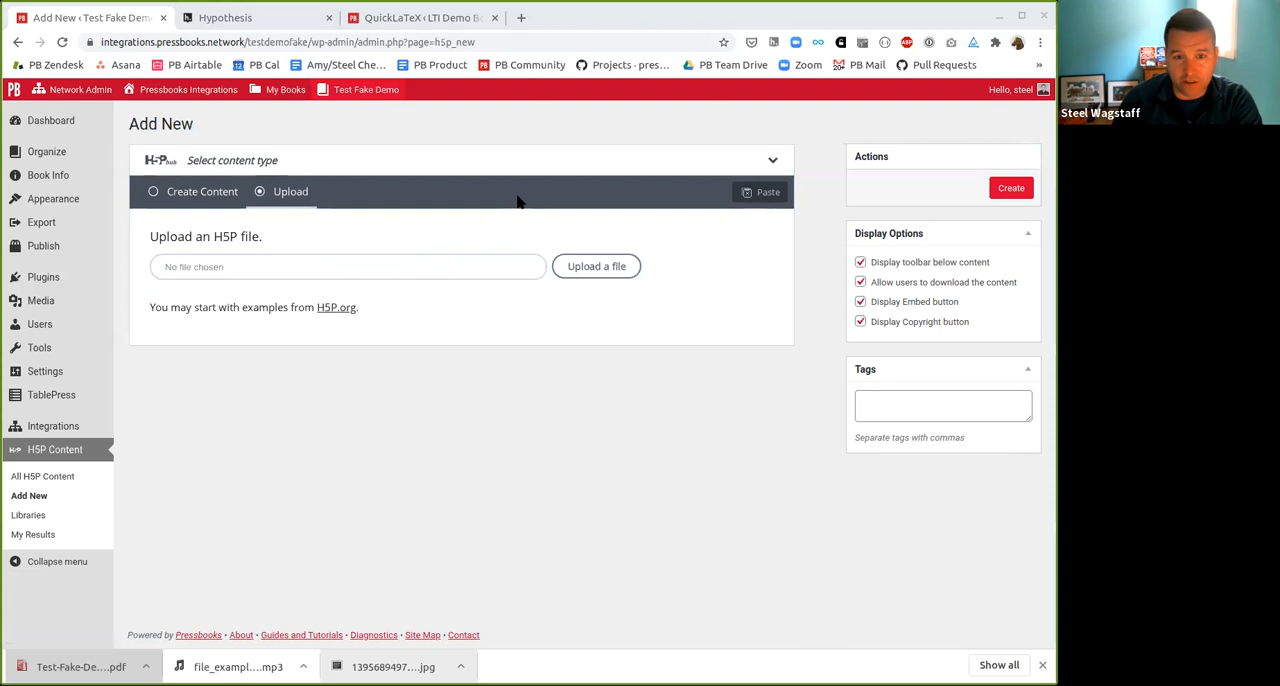 Add New ‹ Test Fake Dem
Hypothesis
QuickLaTeX ‹ LTI Demo B
integrations.pressbooks.network/testdemofake/wp-admin/admin.php?page=h5p_new
PB Zendesk
Asana
PB Airtable
PB Cal
Amy/Steel Che…
PB Product
PB Community
Projects · pres…
PB Team Drive
Zoom
PB Mail
Pull Requests
»
PB
Network Admin
Pressbooks Integrations
My Books
Test Fake Demo
Hello, steel
Steel Wagstaff
Dashboard
Organize
Book Info
Appearance
Export
Publish
Plugins
Media
Users
Tools
Settings
TablePress
Integrations
H5P Content
All H5P Content
Add New
Libraries
My Results
Collapse menu
Add New
H5P hub Select content type
Create Content
Upload
Paste
Upload an H5P file.
No file chosen
Upload a file
You may start with examples from H5P.org.
Actions
Create
Display Options
Display toolbar below content
Allow users to download the content
Display Embed button
Display Copyright button
Tags
Separate tags with commas
Powered by Pressbooks • About • Guides and Tutorials • Diagnostics • Site Map • Contact
Test-Fake-De....pdf
file_exampl....mp3
1395689497....jpg
Show all